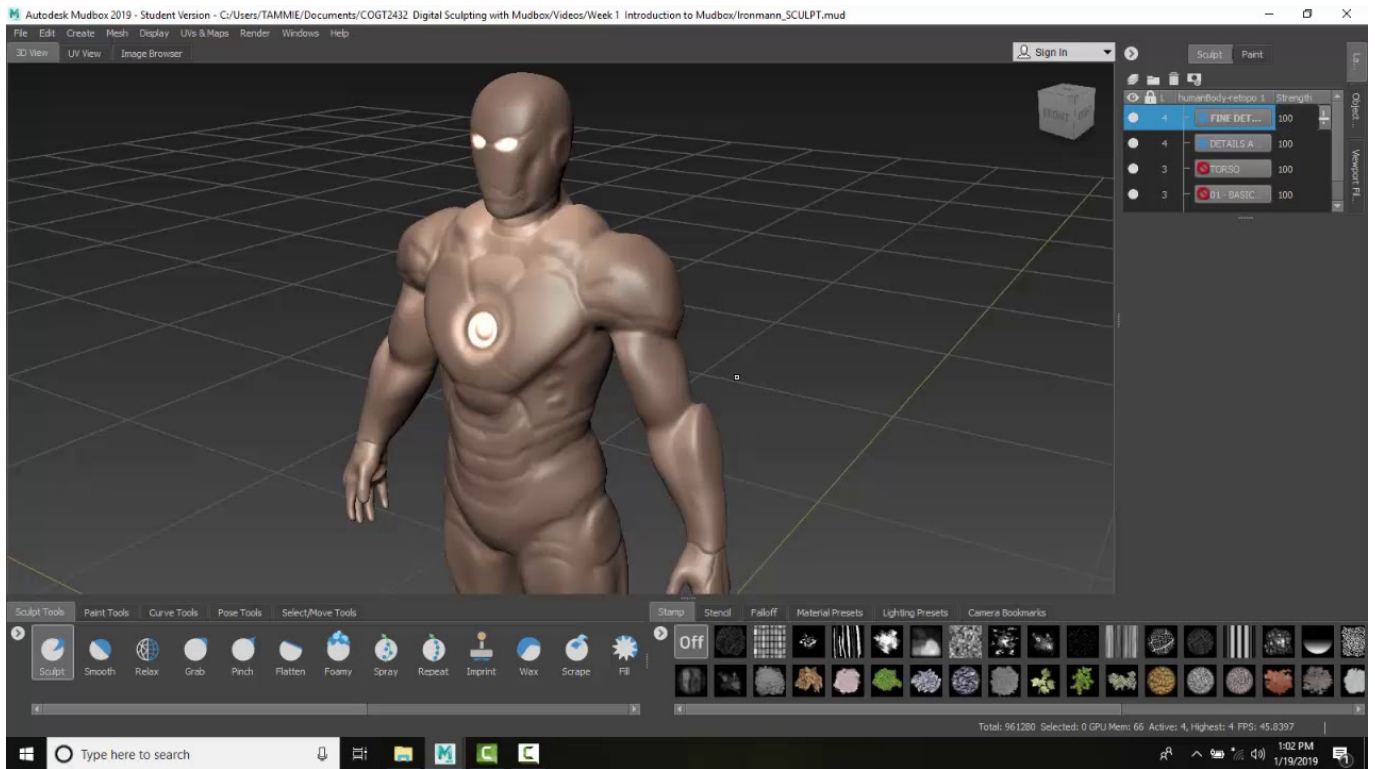 Autodesk Mudbox 2019 - Student Version - C:/Users/TAMMIE/Documents/COGT2432 Digital Sculpting with Mudbox/Videos/Week 1 Introduction to Mudbox/Ironmann_SCULPT.mud
File Edit Create Mesh Display UVs & Maps Render Windows Help
3D View UV View Image Browser
Sign In
Sculpt Paint
La...
L humanBody-retopo 1 Strength
4 FINE DET... 100
4 DETAILS A... 100
3 TORSO 100
3 01 - BASIC... 100
Object ...
Viewport Fil...
FRONT
Sculpt Tools Paint Tools Curve Tools Pose Tools Select/Move Tools
Sculpt Smooth Relax Grab Pinch Flatten Foamy Spray Repeat Imprint Wax Scrape Fill
Stamp Stencil Falloff Material Presets Lighting Presets Camera Bookmarks
Off
Total: 961280 Selected: 0 GPU Mem: 66 Active: 4, Highest: 4 FPS: 45.8397
Type here to search
1:02 PM
1/19/2019